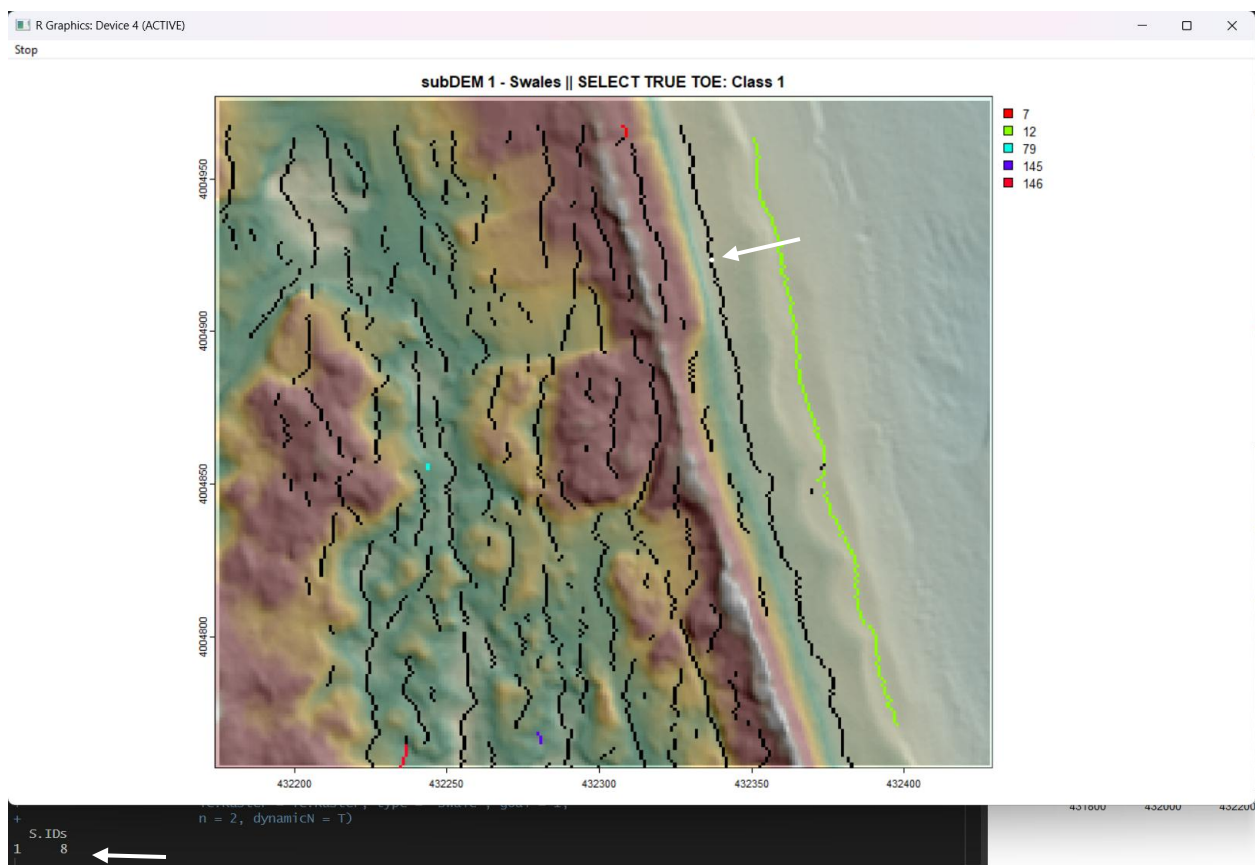 R Graphics: Device 4 (ACTIVE)
Stop
subDEM 1 - Swales || SELECT TRUE TOE: Class 1
7
12
79
145
146
4004950
4004900
4004850
4004800
432200
432250
432300
432350
432400
431800 432000 432200
+ n = 2, dynamicN = T)
S.IDs
1 8